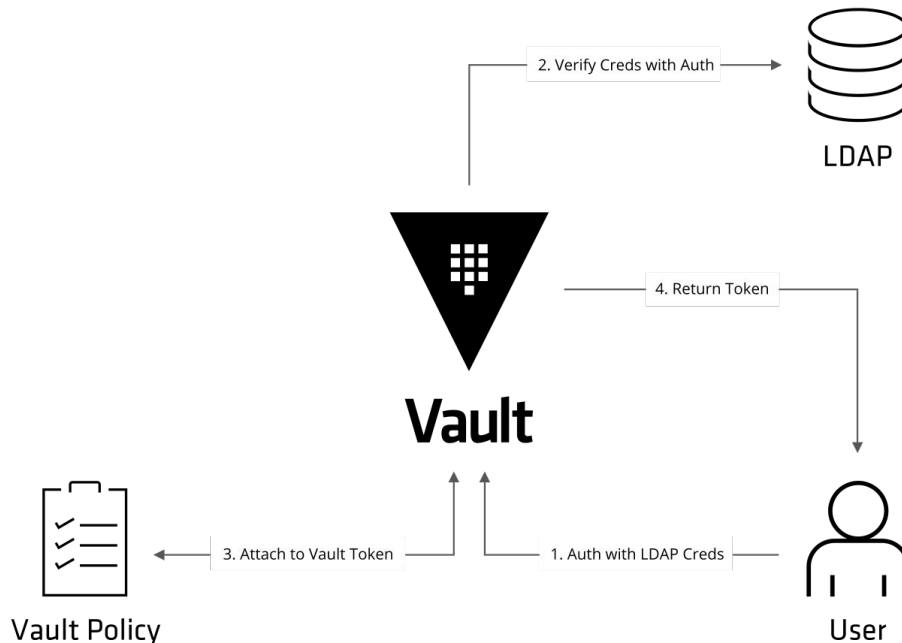 2. Verify Creds with Auth
LDAP
4. Return Token
Vault
3. Attach to Vault Token
1. Auth with LDAP Creds
Vault Policy
User